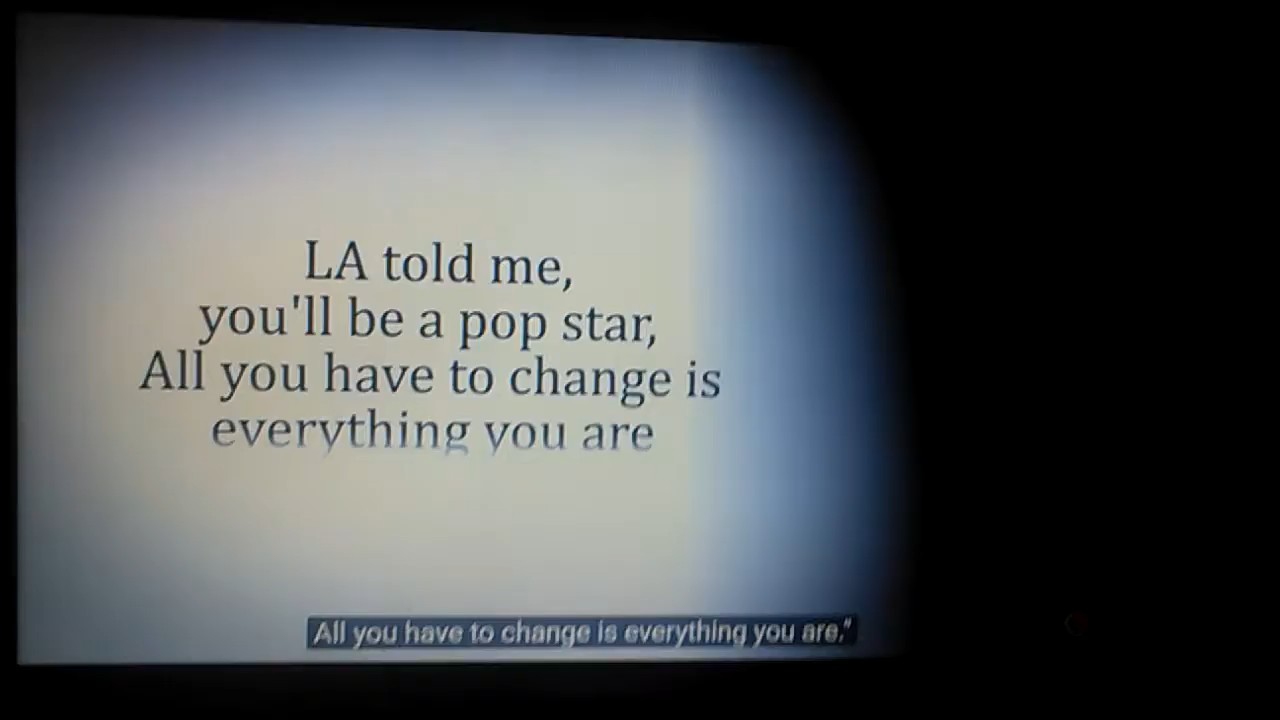 LA told me,
you'll be a pop star,
All you have to change is
everything you are
All you have to change is everything you are."